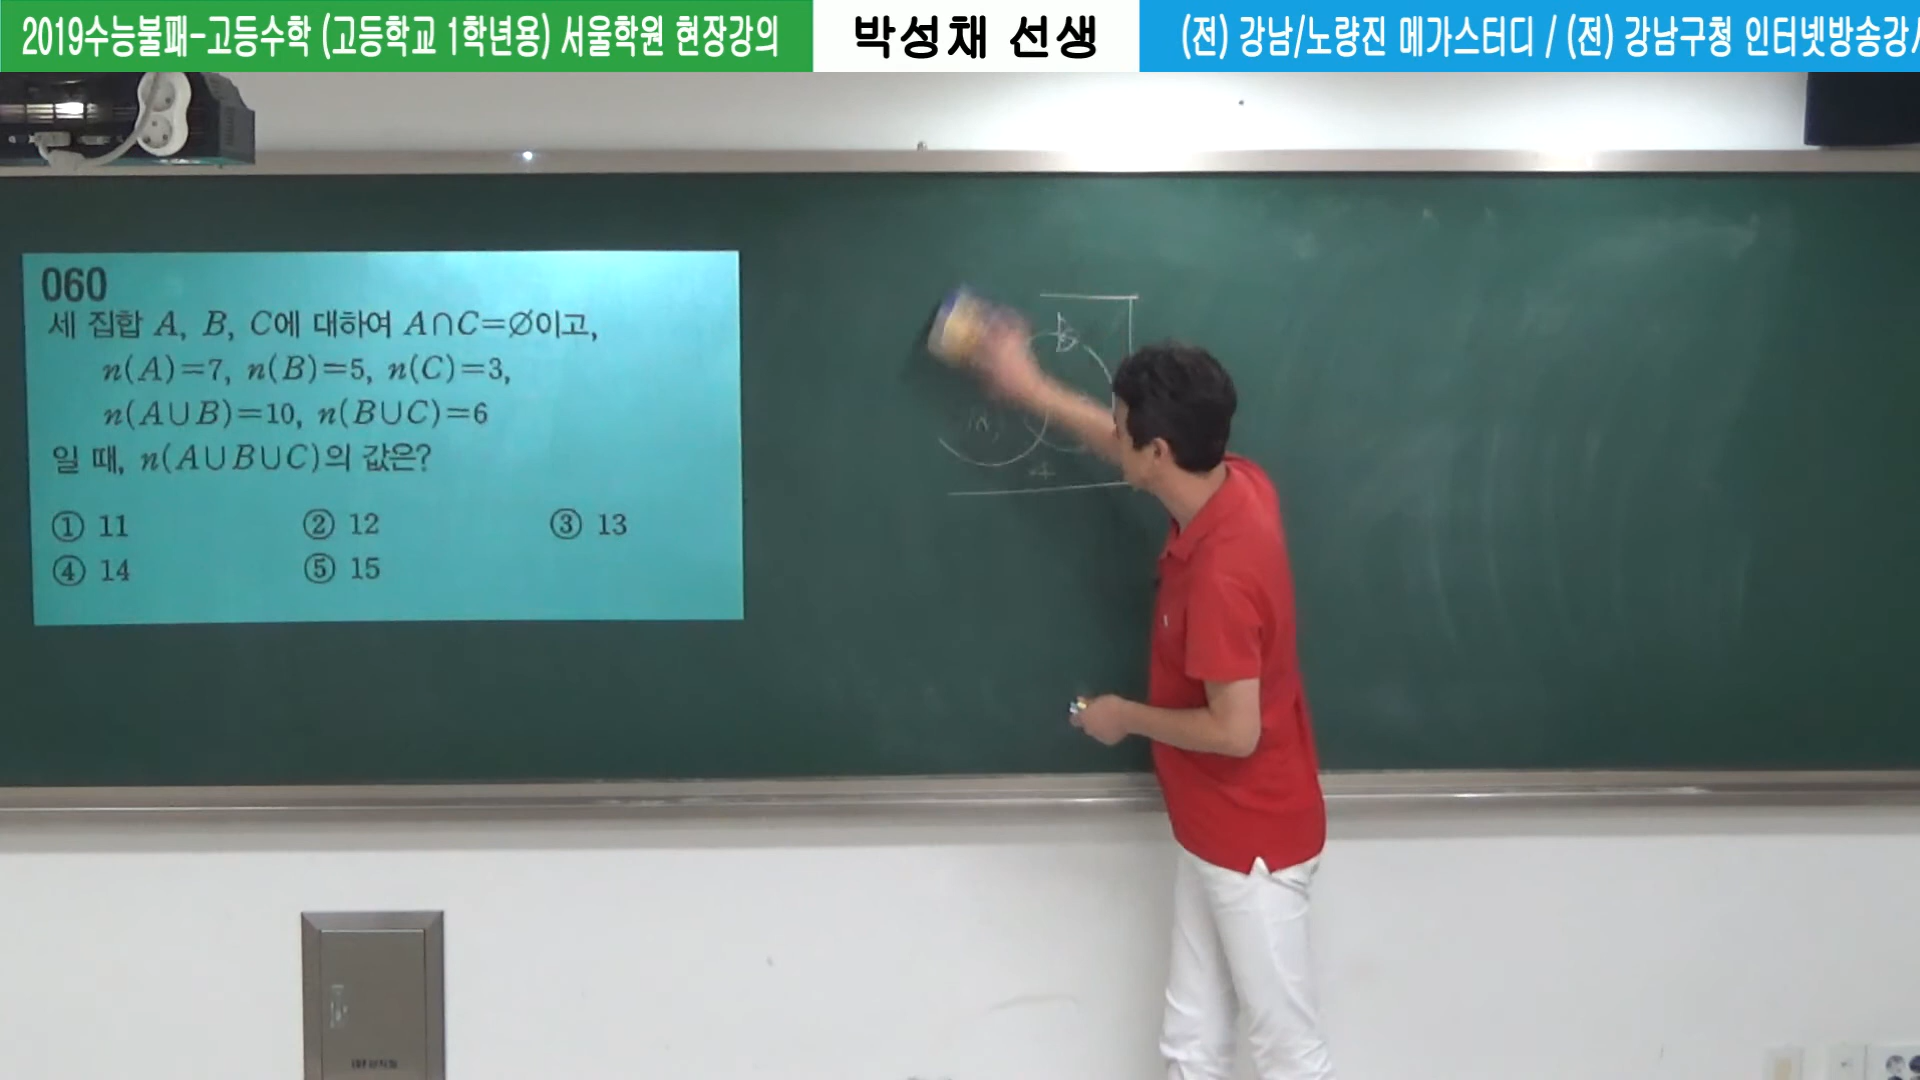 2019수능불패-고등수학 (고등학교 1학년용) 서울학원 현장강의
박성채 선생
(전) 강남/노량진 메가스터디 / (전) 강남구청 인터넷방송강사
060
세 집합 A, B, C에 대하여 A∩C=∅이고,
n(A)=7, n(B)=5, n(C)=3,
n(A∪B)=10, n(B∪C)=6
일 때, n(A∪B∪C)의 값은?
① 11 ② 12 ③ 13
④ 14 ⑤ 15
B